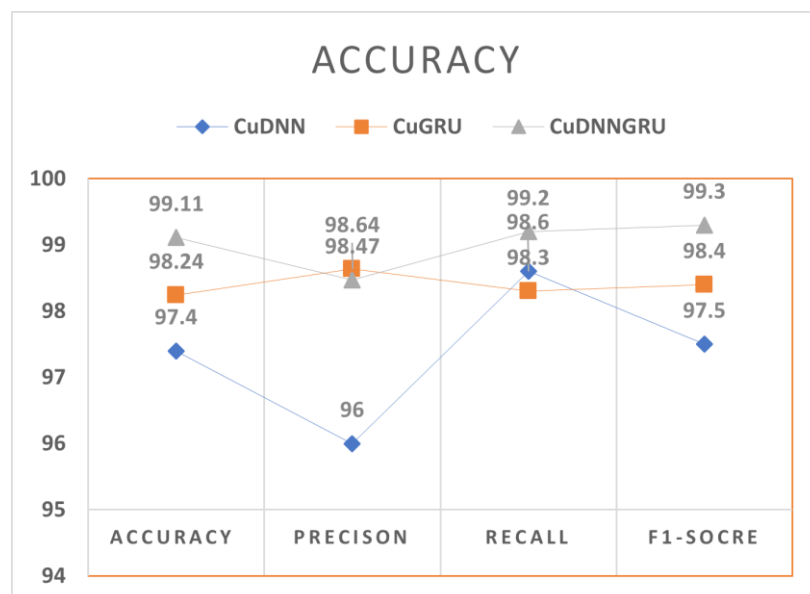 ACCURACY
CuDNN CuGRU CuDNNGRU
100
99.11 98.64 99.2 99.3
98.47 98.6
99
98.24 98.3 98.4
98
97.4 97.5
97
96
96
95
ACCURACY PRECISON RECALL F1-SOCRE
94